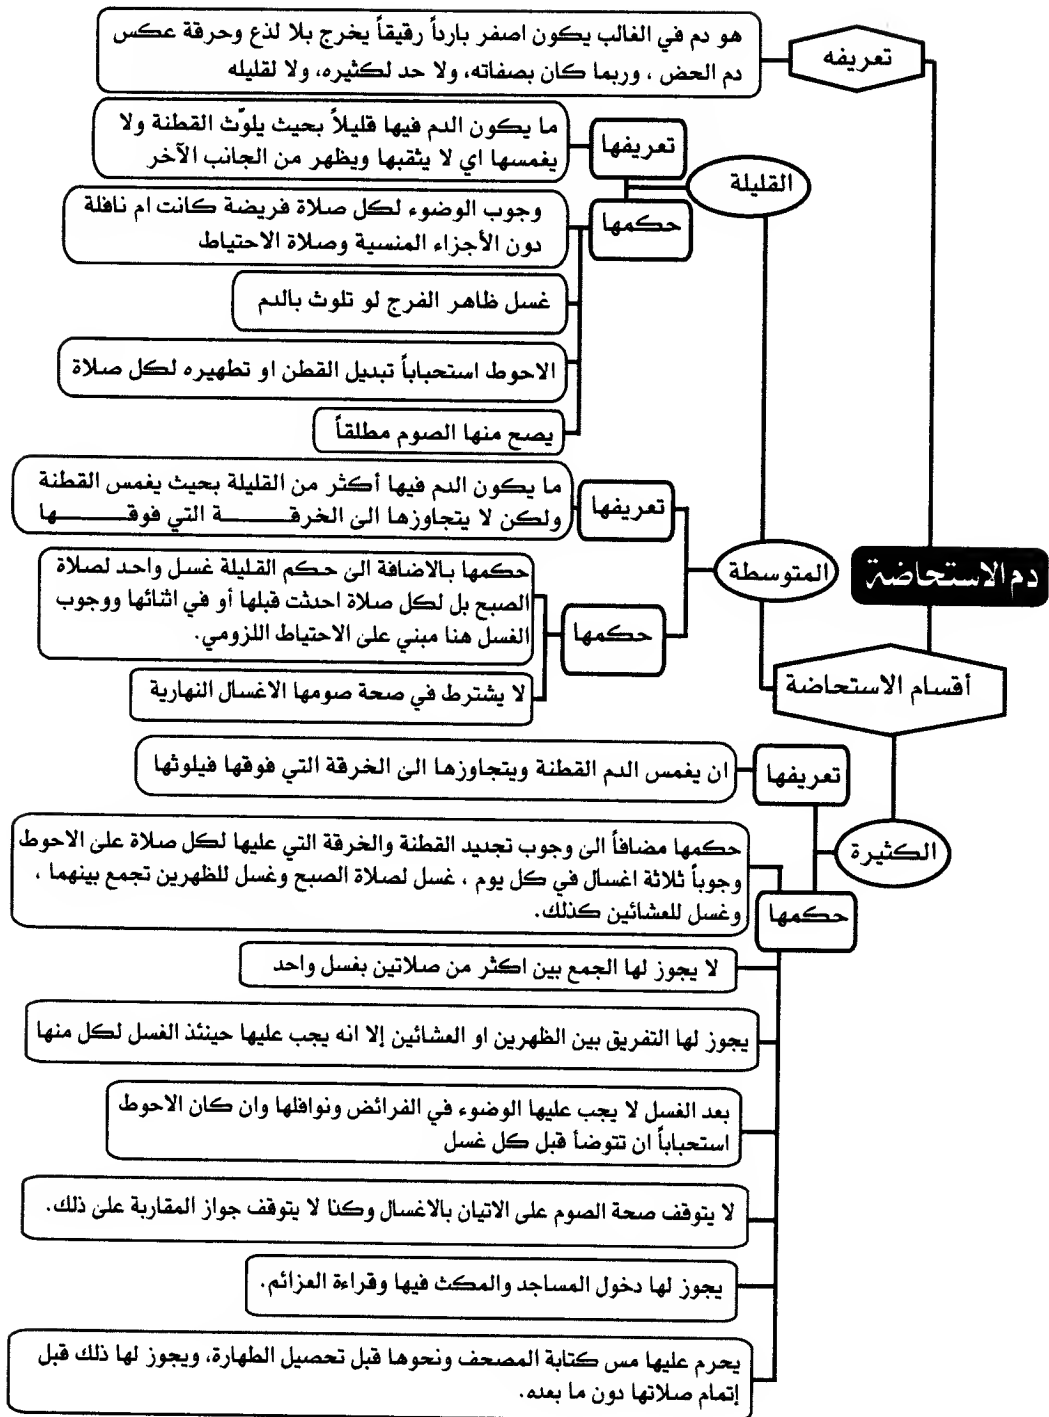 دم الاستحاضة
تعريفه
هو دم في الغالب يكون اصفر بارداً رقيقاً يخرج بلا لذع وحرقة عكس
دم الحض ، وربما كان بصفاته، ولا حد لكثيره، ولا لقليله
أقسام الاستحاضة
القليلة
تعريفها
ما يكون الدم فيها قليلاً بحيث يلوّث القطنة ولا
يغمسها اي لا يثقبها ويظهر من الجانب الآخر
حكمها
وجوب الوضوء لكل صلاة فريضة كانت ام نافلة
دون الأجزاء المنسية وصلاة الاحتياط
غسل ظاهر الفرج لو تلوث بالدم
الاحوط استحباباً تبديل القطن او تطهيره لكل صلاة
يصح منها الصوم مطلقاً
المتوسطة
تعريفها
ما يكون الدم فيها أكثر من القليلة بحيث يغمس القطنة
ولكن لا يتجاوزها الى الخرقـــــــة التي فوقـــــــها
حكمها
حكمها بالاضافة الى حكم القليلة غسل واحد لصلاة
الصبح بل لكل صلاة احدثت قبلها أو في اثنائها ووجوب
الغسل هنا مبني على الاحتياط اللزومي.
لا يشترط في صحة صومها الاغسال النهارية
الكثيرة
تعريفها
ان يغمس الدم القطنة ويتجاوزها الى الخرقة التي فوقها فيلوثها
حكمها
حكمها مضافاً الى وجوب تجديد القطنة والخرقة التي عليها لكل صلاة على الاحوط
وجوباً ثلاثة اغسال في كل يوم ، غسل لصلاة الصبح وغسل للظهرين تجمع بينهما ،
وغسل للعشائين كذلك.
لا يجوز لها الجمع بين اكثر من صلاتين بغسل واحد
يجوز لها التفريق بين الظهرين او العشائين إلا انه يجب عليها حينئذ الغسل لكل منها
بعد الغسل لا يجب عليها الوضوء في الفرائض ونوافلها وان كان الاحوط
استحباباً ان تتوضأ قبل كل غسل
لا يتوقف صحة الصوم على الاتيان بالاغسال وكذا لا يتوقف جواز المقاربة على ذلك.
يجوز لها دخول المساجد والمكث فيها وقراءة العزائم.
يحرم عليها مس كتابة المصحف ونحوها قبل تحصيل الطهارة، ويجوز لها ذلك قبل
إتمام صلاتها دون ما بعده.